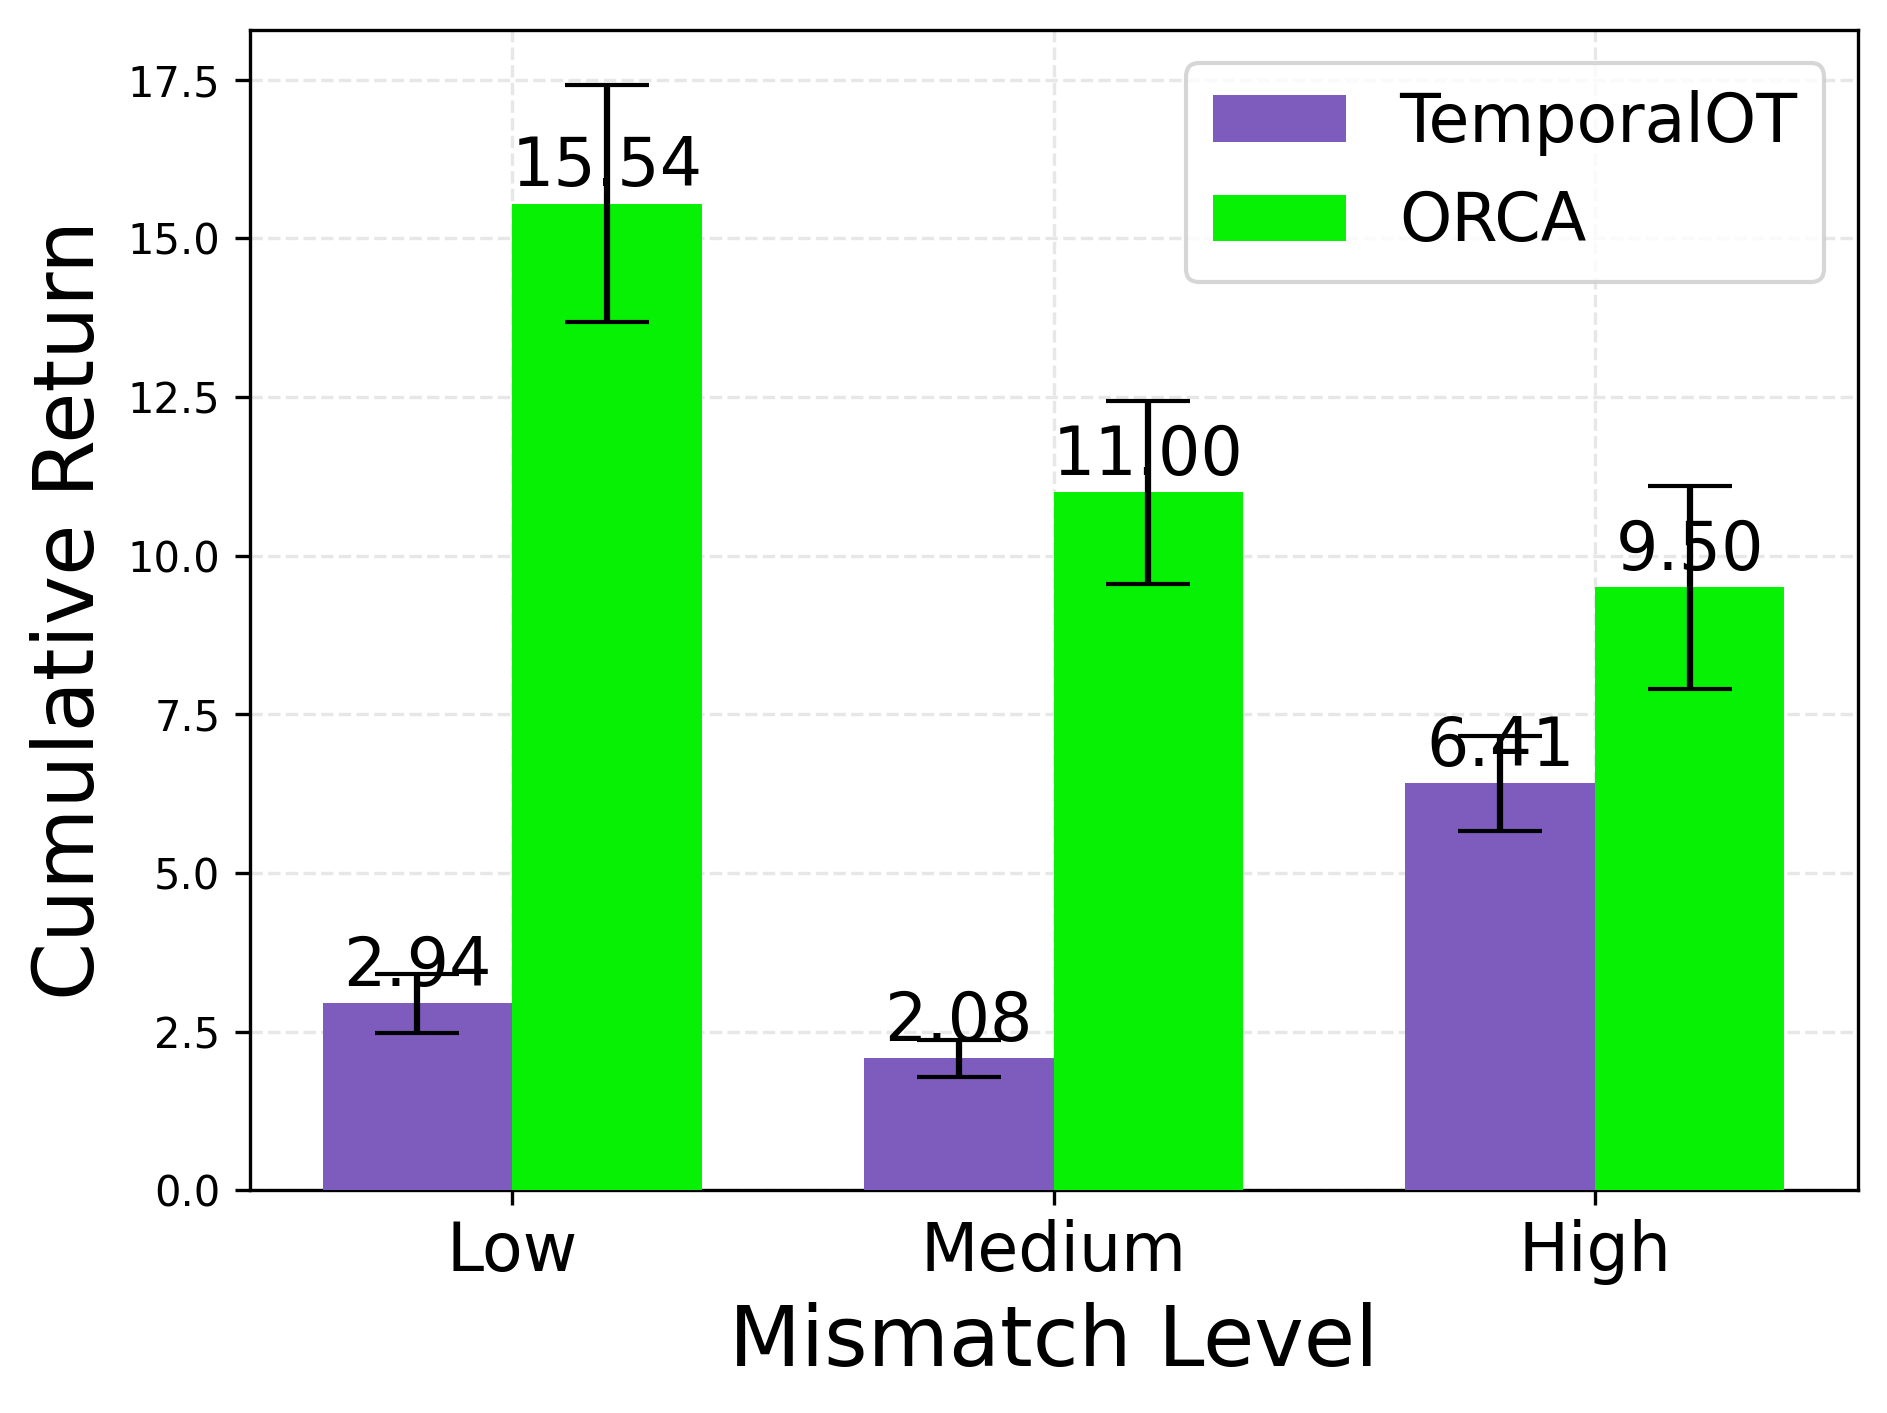 17.5
15.0
12.5
10.0
7.5
5.0
2.5
0.0
Cumulative Return
TemporalOT
ORCA
2.94
15.54
2.08
11.00
6.41
9.50
Low
Medium
High
Mismatch Level